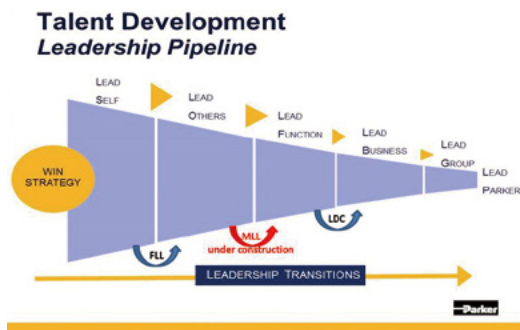 Talent Development
Leadership Pipeline
LEAD
SELF
LEAD
OTHERS
LEAD
FUNCTION
LEAD
BUSINESS
LEAD
GROUP
LEAD
PARKER
WIN
STRATEGY
FLL
MLL
under construction
LDC
LEADERSHIP TRANSITIONS
Parker